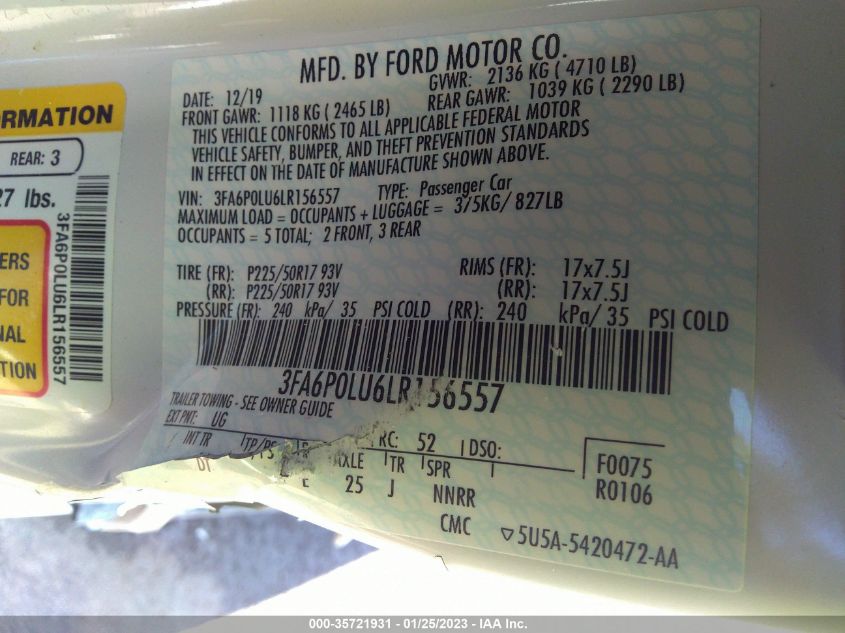 MFD. BY FORD MOTOR CO.
DATE: 12/19
GVWR: 2136 KG ( 4710 LB)
FRONT GAWR: 1118 KG ( 2465 LB)
REAR GAWR: 1039 KG ( 2290 LB)
THIS VEHICLE CONFORMS TO ALL APPLICABLE FEDERAL MOTOR
VEHICLE SAFETY, BUMPER, AND THEFT PREVENTION STANDARDS
IN EFFECT ON THE DATE OF MANUFACTURE SHOWN ABOVE.
VIN: 3FA6P0LU6LR156557 TYPE: Passenger Car
MAXIMUM LOAD = OCCUPANTS + LUGGAGE = 375KG/ 827LB
OCCUPANTS = 5 TOTAL; 2 FRONT, 3 REAR
TIRE (FR): P225/50R17 93V RIMS (FR): 17x7.5J
(RR): P225/50R17 93V (RR): 17x7.5J
PRESSURE (FR): 240 kPa/ 35 PSI COLD (RR): 240 kPa/ 35 PSI COLD
3FA6P0LU6LR156557
TRAILER TOWING - SEE OWNER GUIDE
EXT PNT: UG RC: 52 DSO:
INT TR TP/PS R AXLE TR SPR
E 25 J NNRR
CMC
F0075
R0106
5U5A-5420472-AA
RMATION
REAR: 3
27 lbs.
3FA6P0LU6LR156557
ERS
FOR
NAL
TION
000-35721931 - 01/25/2023 - IAA Inc.